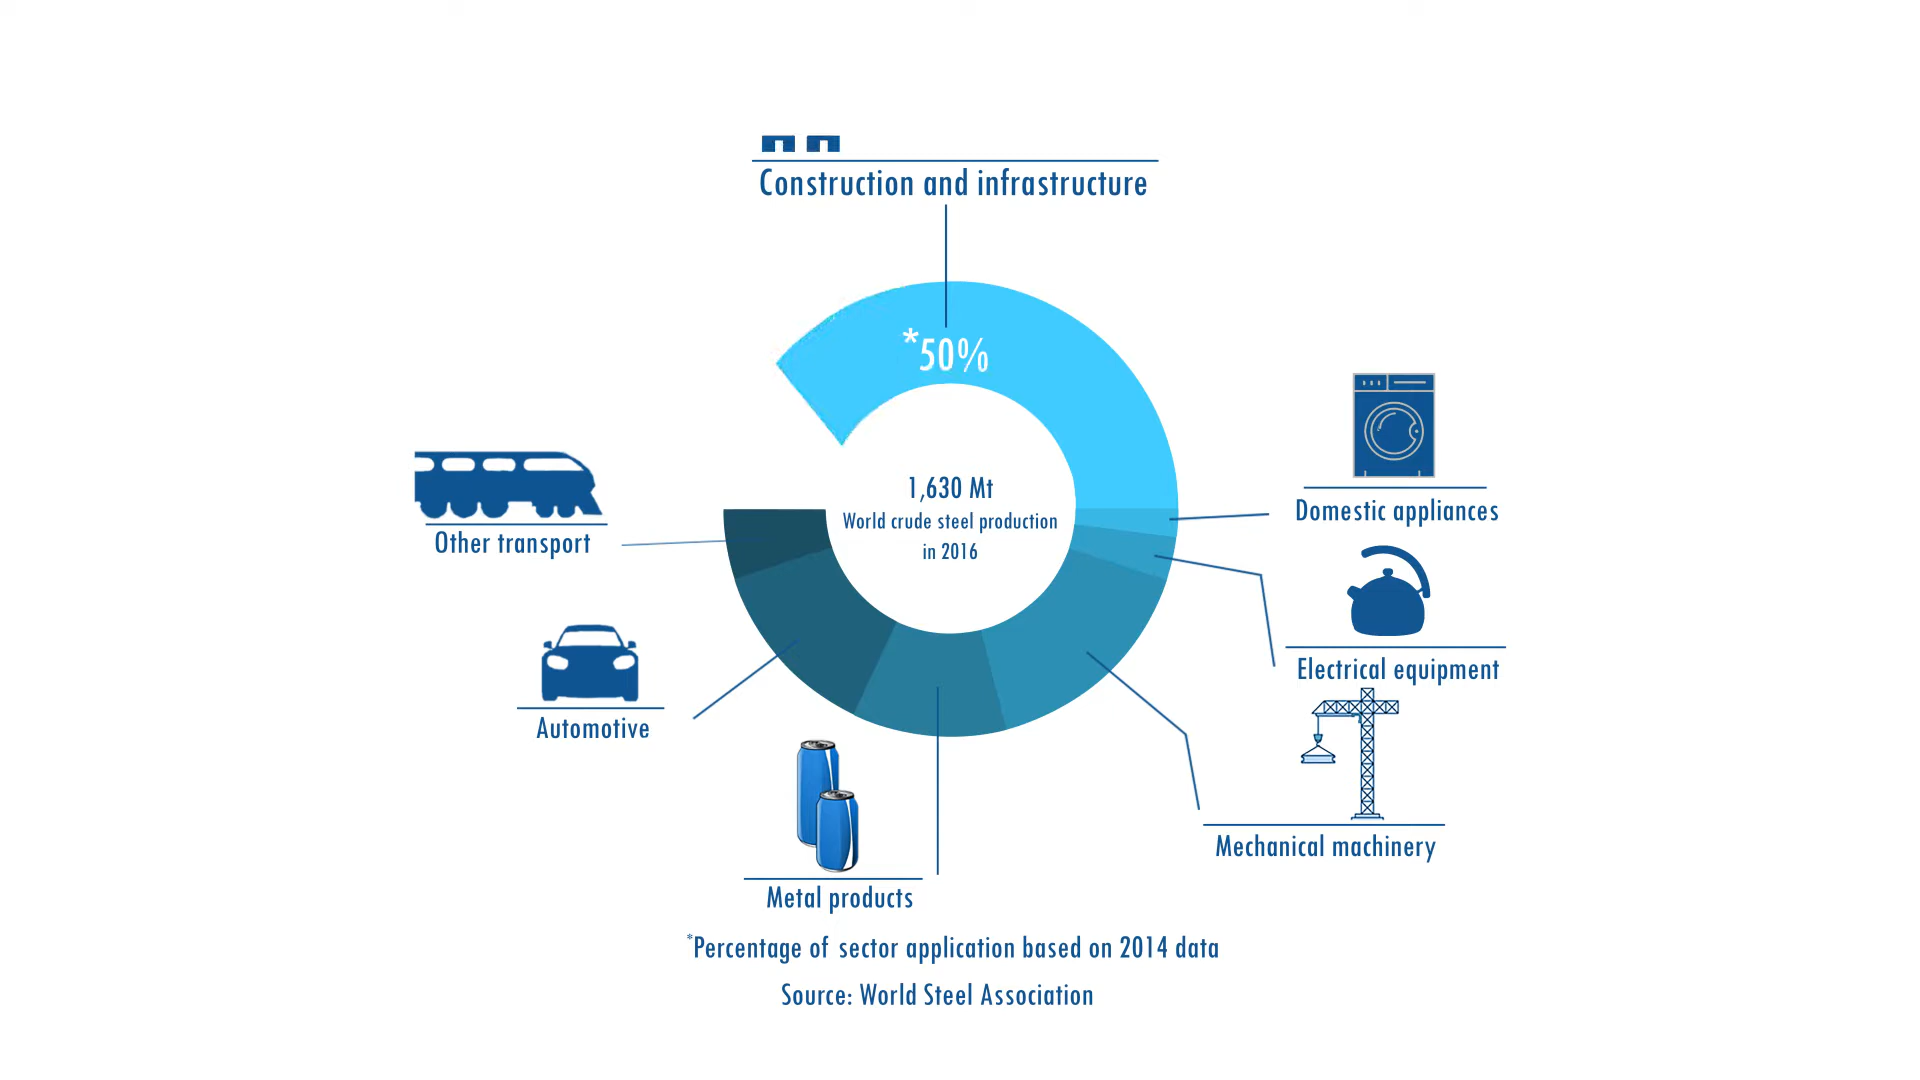 Construction and infrastructure
*50%
1,630 Mt
World crude steel production
in 2016
Domestic appliances
Other transport
Electrical equipment
Automotive
Mechanical machinery
Metal products
*Percentage of sector application based on 2014 data
Source: World Steel Association